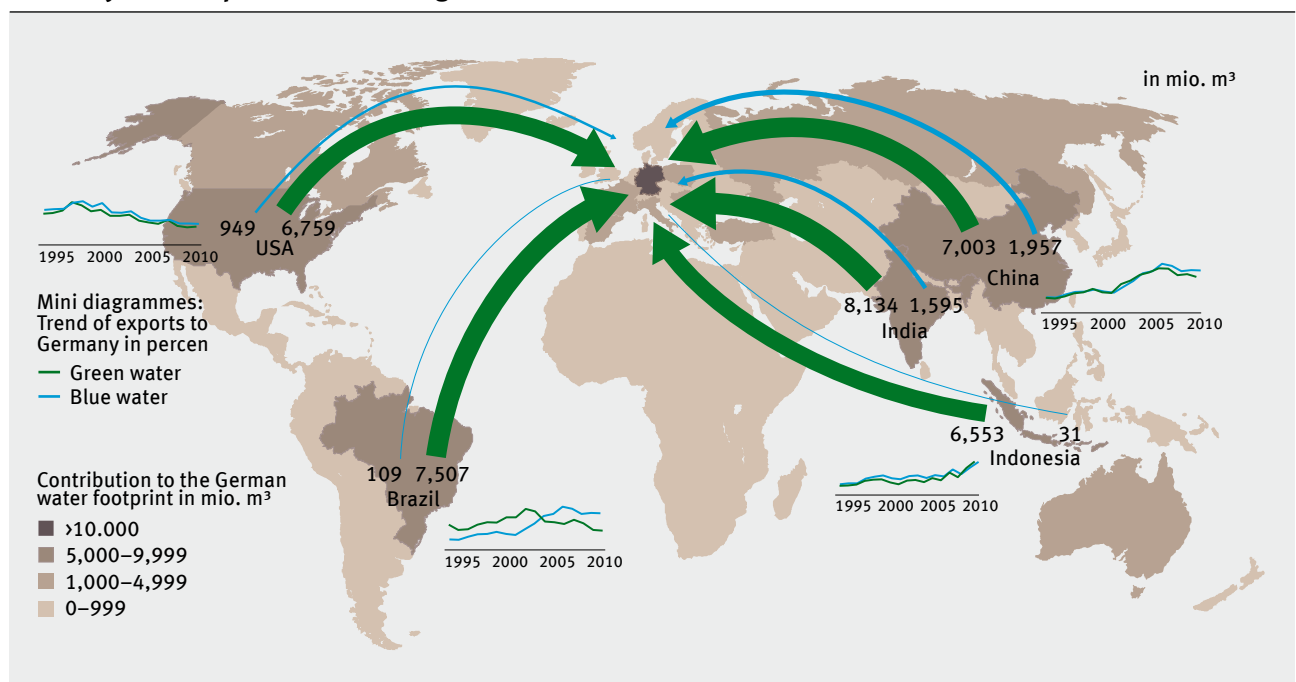 in mio. m³
949 6,759
USA
1995 2000 2005 2010
7,003 1,957
China
1995 2000 2005 2010
8,134 1,595
India
Mini diagrammes:
Trend of exports to
Germany in percen
Green water
Blue water
6,553 31
Indonesia
1995 2000 2005 2010
109 7,507
Brazil
1995 2000 2005 2010
Contribution to the German
water footprint in mio. m³
>10.000
5,000–9,999
1,000–4,999
0–999